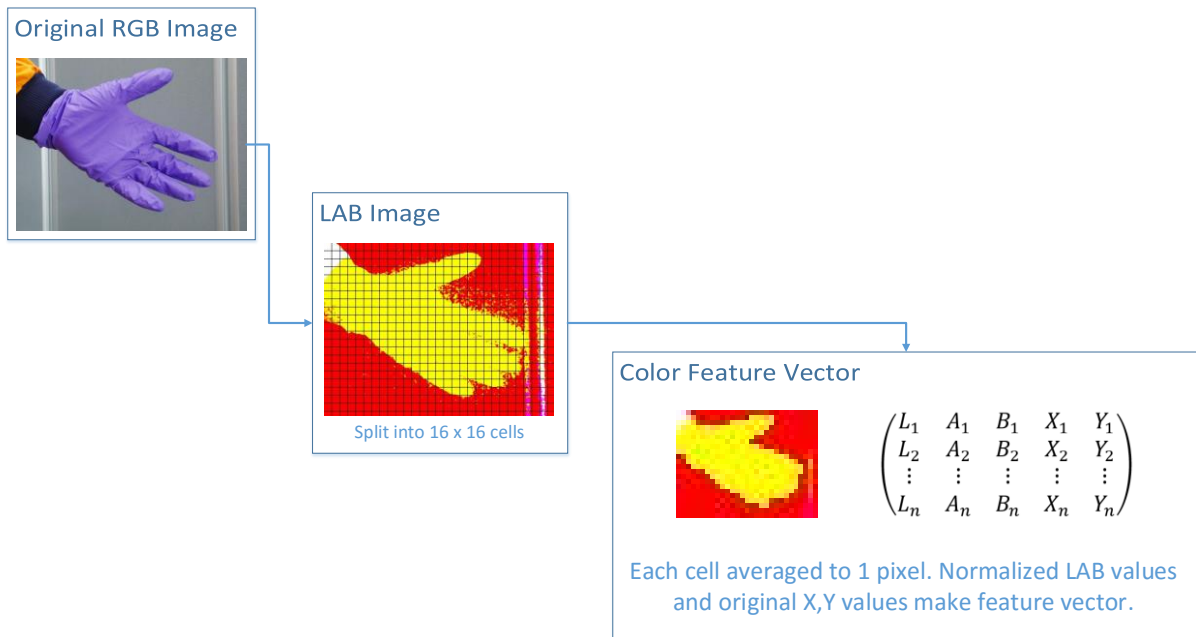 Original RGB Image
LAB Image
Split into 16 x 16 cells
Color Feature Vector
L₁ A₁ B₁ X₁ Y₁
L₂ A₂ B₂ X₂ Y₂
⋮ ⋮ ⋮ ⋮ ⋮
Lₙ Aₙ Bₙ Xₙ Yₙ
Each cell averaged to 1 pixel. Normalized LAB values
and original X,Y values make feature vector.